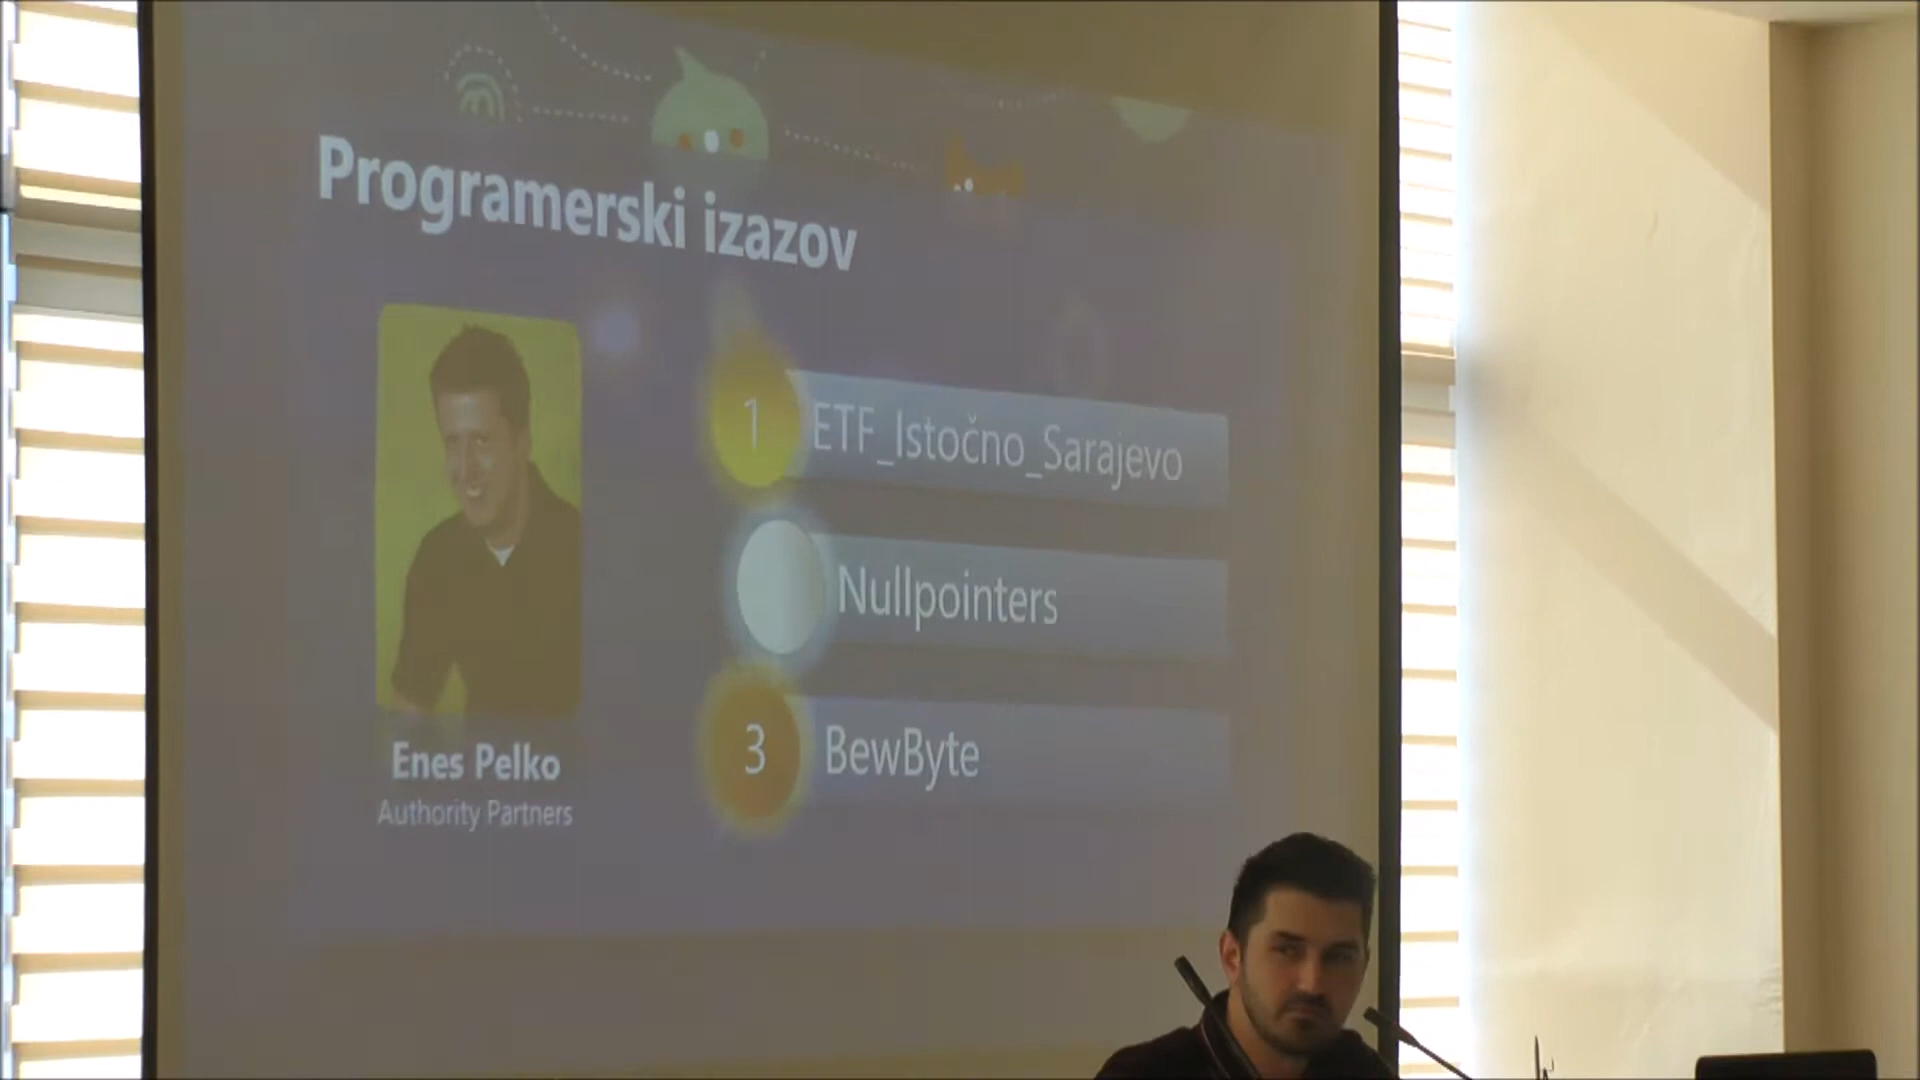 Programerski izazov
1 ETF_Istočno_Sarajevo
Nullpointers
3 BewByte
Enes Pelko
Authority Partners